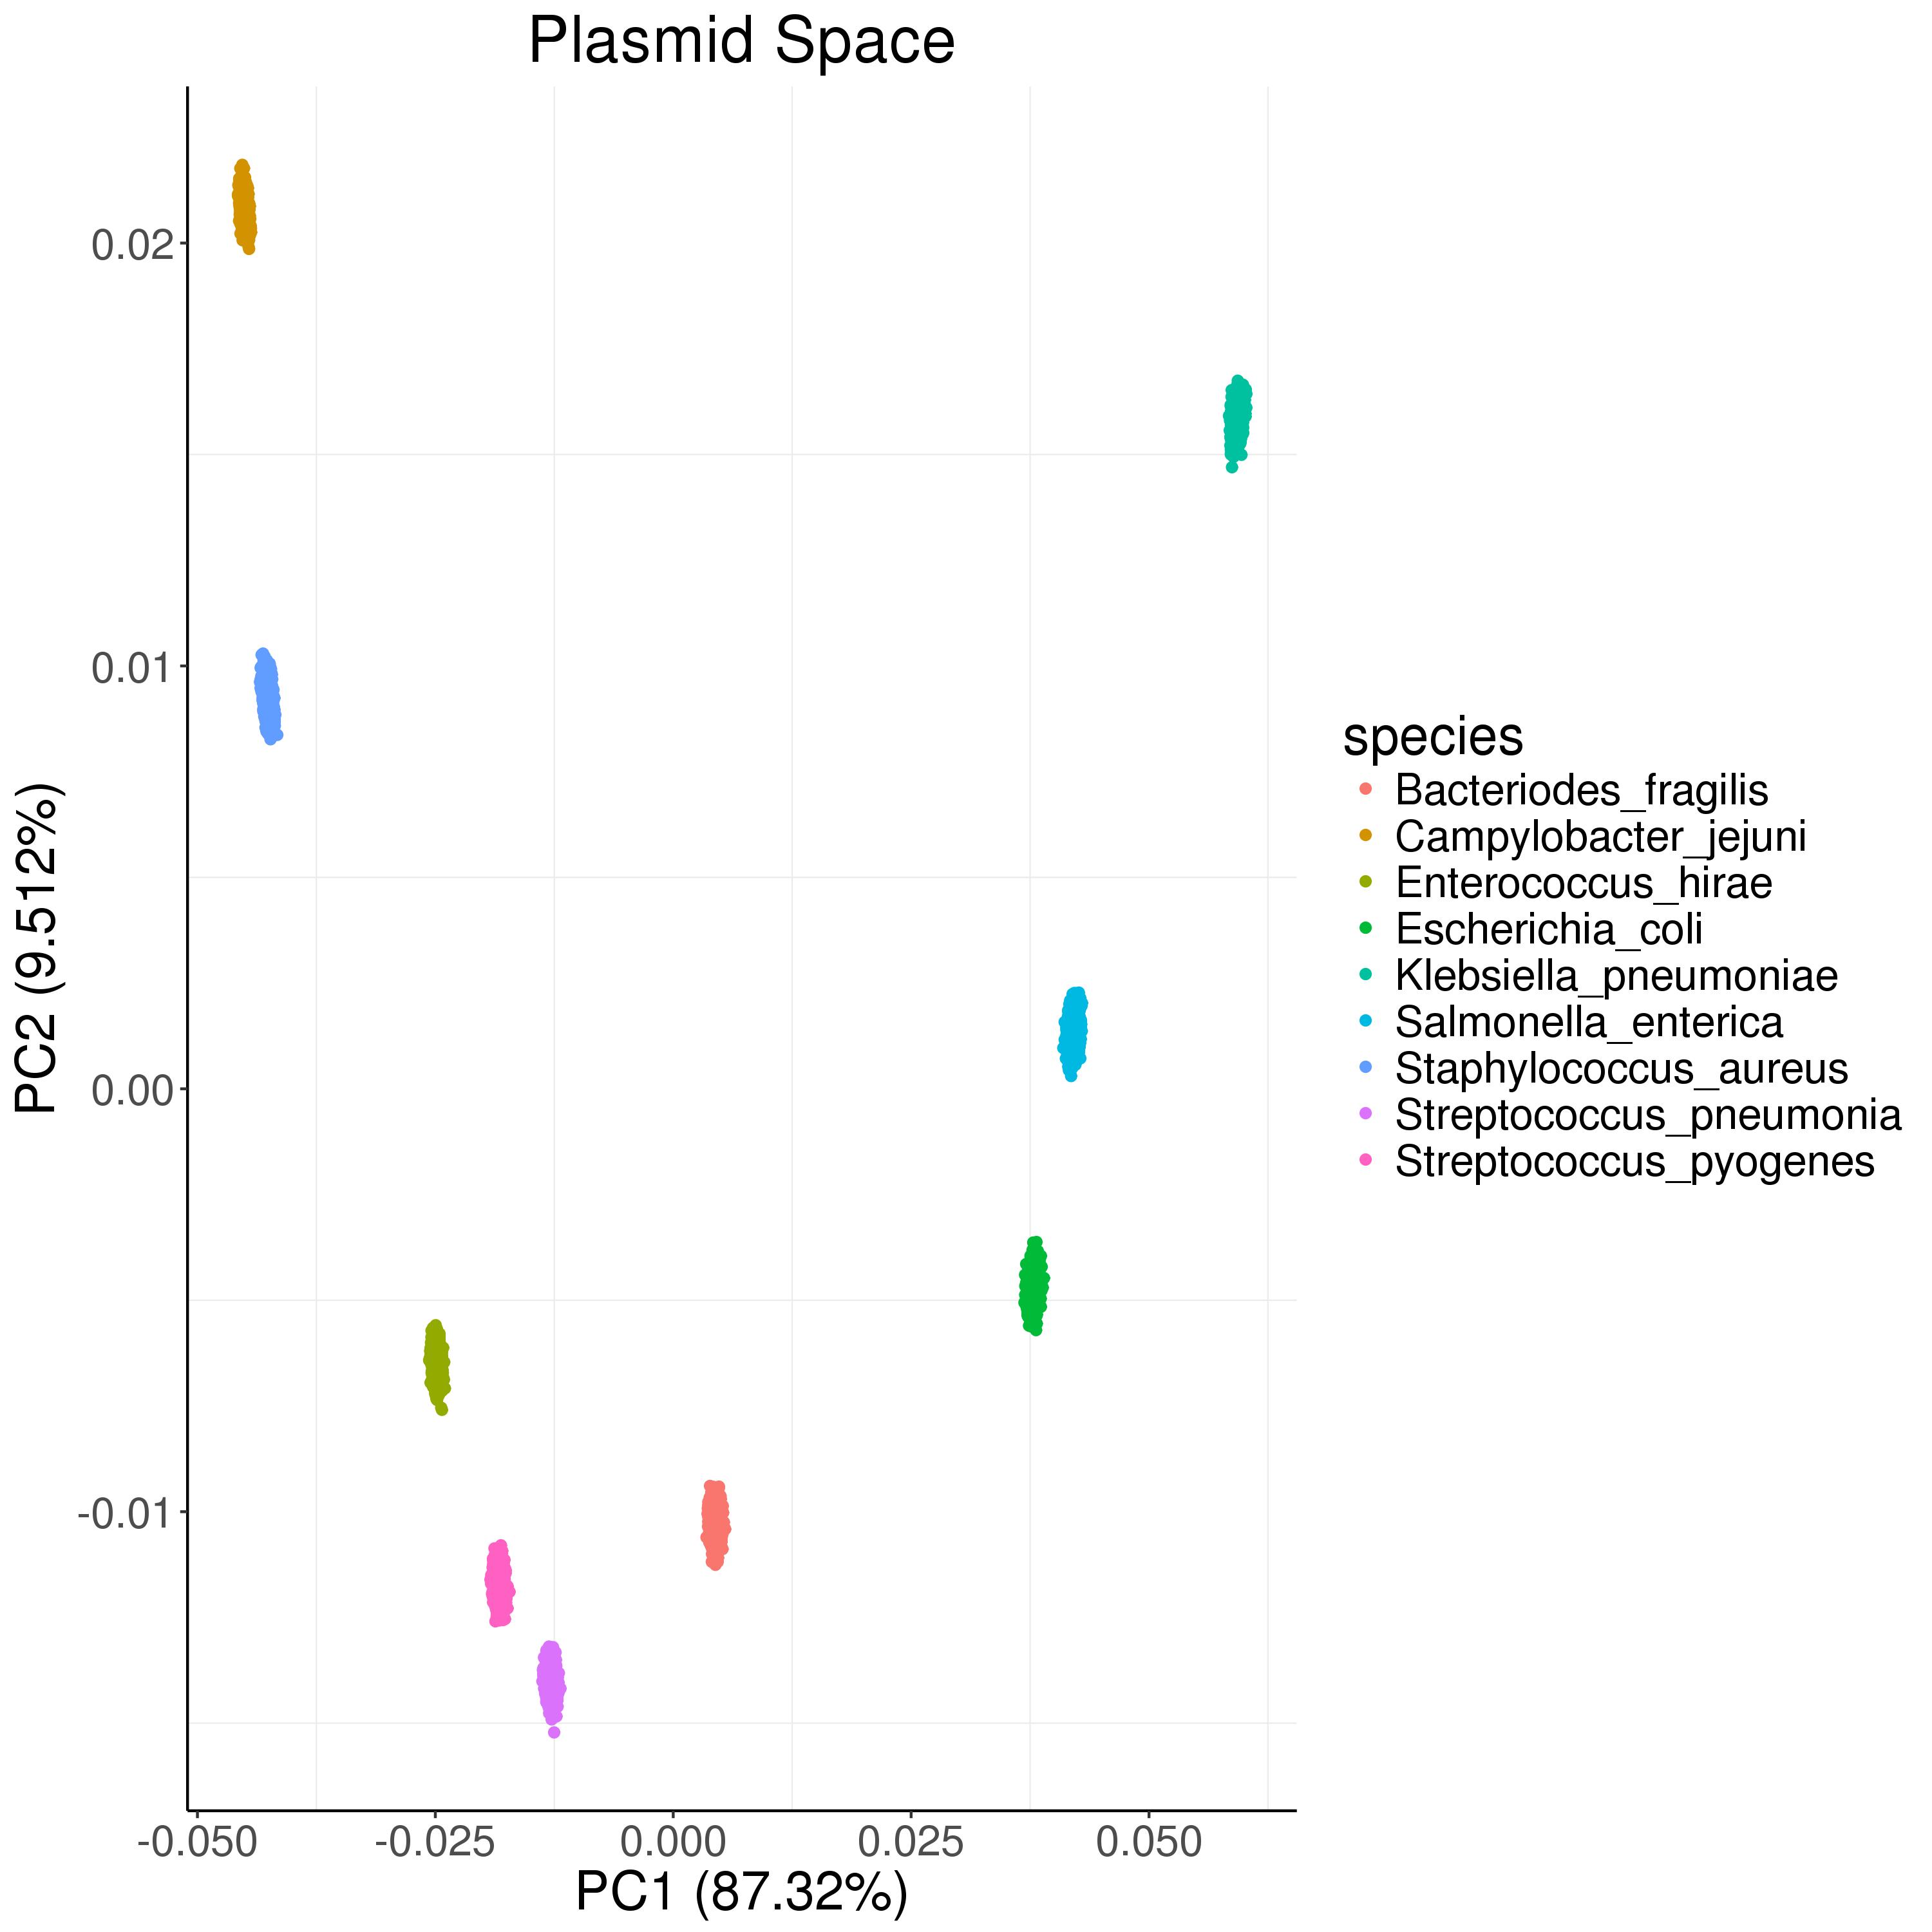 Plasmid Space
0.02
0.01
0.00
-0.01
PC2 (9.512%)
-0.050 -0.025 0.000 0.025 0.050
PC1 (87.32%)
species
Bacteriodes_fragilis
Campylobacter_jejuni
Enterococcus_hirae
Escherichia_coli
Klebsiella_pneumoniae
Salmonella_enterica
Staphylococcus_aureus
Streptococcus_pneumonia
Streptococcus_pyogenes